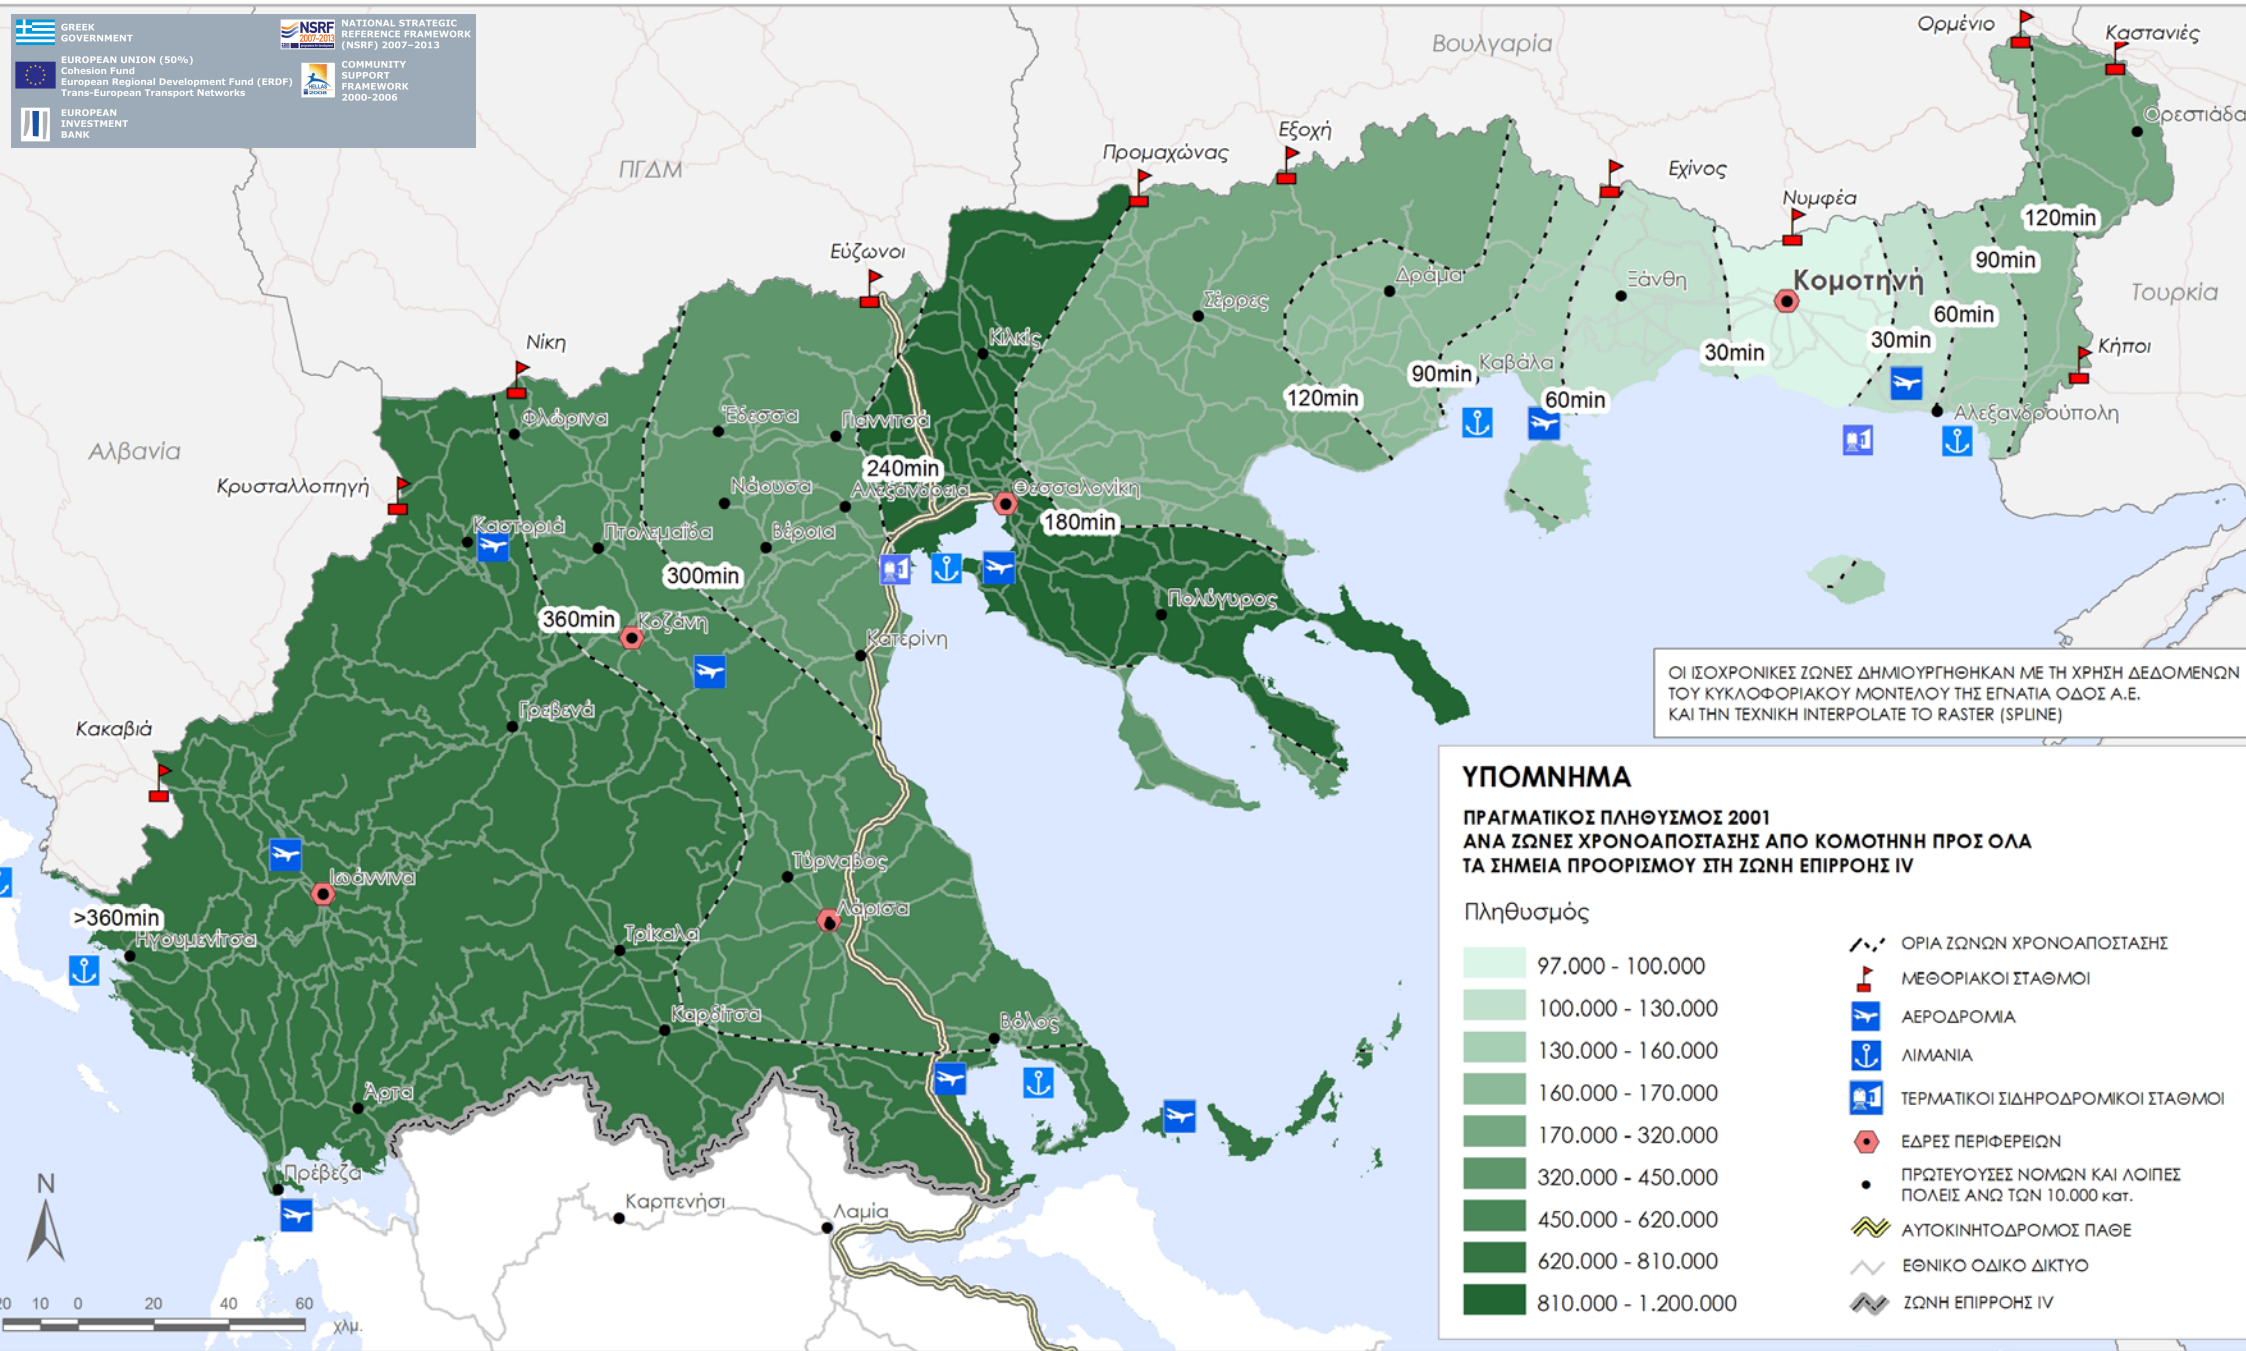 GREEK
GOVERNMENT
EUROPEAN UNION (50%)
Cohesion Fund
European Regional Development Fund (ERDF)
Trans-European Transport Networks
EUROPEAN
INVESTMENT
BANK
NSRF
2007-2013
NATIONAL STRATEGIC
REFERENCE FRAMEWORK
(NSRF) 2007–2013
HELLAS
2008
COMMUNITY
SUPPORT
FRAMEWORK
2000-2006
Βουλγαρία
ΠΓΔΜ
Αλβανία
Τουρκία
Ορμένιο
Καστανιές
Ορεστιάδα
Εξοχή
Προμαχώνας
Εχίνος
Νυμφέα
Εύζωνοι
Νίκη
Κρυσταλλοπηγή
Κακαβιά
Κήποι
120min
90min
60min
30min
30min
60min
90min
120min
180min
240min
300min
360min
>360min
Κομοτηνή
Ξάνθη
Δράμα
Σέρρες
Καβάλα
Αλεξανδρούπολη
Κιλκίς
Θεσσαλονίκη
Πολύγυρος
Φλώρινα
Έδεσσα
Γιαννιτσά
Νάουσα
Αλεξάνδρεια
Καστοριά
Πτολεμαΐδα
Βέροια
Κοζάνη
Κατερίνη
Γρεβενά
Ιωάννινα
Ηγουμενίτσα
Τύρναβος
Λάρισα
Τρίκαλα
Καρδίτσα
Βόλος
Άρτα
Πρέβεζα
Καρπενήσι
Λαμία
N
20 10 0 20 40 60
χλμ.
ΟΙ ΙΣΟΧΡΟΝΙΚΕΣ ΖΩΝΕΣ ΔΗΜΙΟΥΡΓΗΘΗΚΑΝ ΜΕ ΤΗ ΧΡΗΣΗ ΔΕΔΟΜΕΝΩΝ
ΤΟΥ ΚΥΚΛΟΦΟΡΙΑΚΟΥ ΜΟΝΤΕΛΟΥ ΤΗΣ ΕΓΝΑΤΙΑ ΟΔΟΣ Α.Ε.
ΚΑΙ ΤΗΝ ΤΕΧΝΙΚΗ INTERPOLATE TO RASTER (SPLINE)
ΥΠΟΜΝΗΜΑ
ΠΡΑΓΜΑΤΙΚΟΣ ΠΛΗΘΥΣΜΟΣ 2001
ΑΝΑ ΖΩΝΕΣ ΧΡΟΝΟΑΠΟΣΤΑΣΗΣ ΑΠΟ ΚΟΜΟΤΗΝΗ ΠΡΟΣ ΟΛΑ
ΤΑ ΣΗΜΕΙΑ ΠΡΟΟΡΙΣΜΟΥ ΣΤΗ ΖΩΝΗ ΕΠΙΡΡΟΗΣ IV
Πληθυσμός
97.000 - 100.000
100.000 - 130.000
130.000 - 160.000
160.000 - 170.000
170.000 - 320.000
320.000 - 450.000
450.000 - 620.000
620.000 - 810.000
810.000 - 1.200.000
ΟΡΙΑ ΖΩΝΩΝ ΧΡΟΝΟΑΠΟΣΤΑΣΗΣ
ΜΕΘΟΡΙΑΚΟΙ ΣΤΑΘΜΟΙ
ΑΕΡΟΔΡΟΜΙΑ
ΛΙΜΑΝΙΑ
ΤΕΡΜΑΤΙΚΟΙ ΣΙΔΗΡΟΔΡΟΜΙΚΟΙ ΣΤΑΘΜΟΙ
ΕΔΡΕΣ ΠΕΡΙΦΕΡΕΙΩΝ
ΠΡΩΤΕΥΟΥΣΕΣ ΝΟΜΩΝ ΚΑΙ ΛΟΙΠΕΣ
ΠΟΛΕΙΣ ΑΝΩ ΤΩΝ 10.000 κατ.
ΑΥΤΟΚΙΝΗΤΟΔΡΟΜΟΣ ΠΑΘΕ
ΕΘΝΙΚΟ ΟΔΙΚΟ ΔΙΚΤΥΟ
ΖΩΝΗ ΕΠΙΡΡΟΗΣ IV